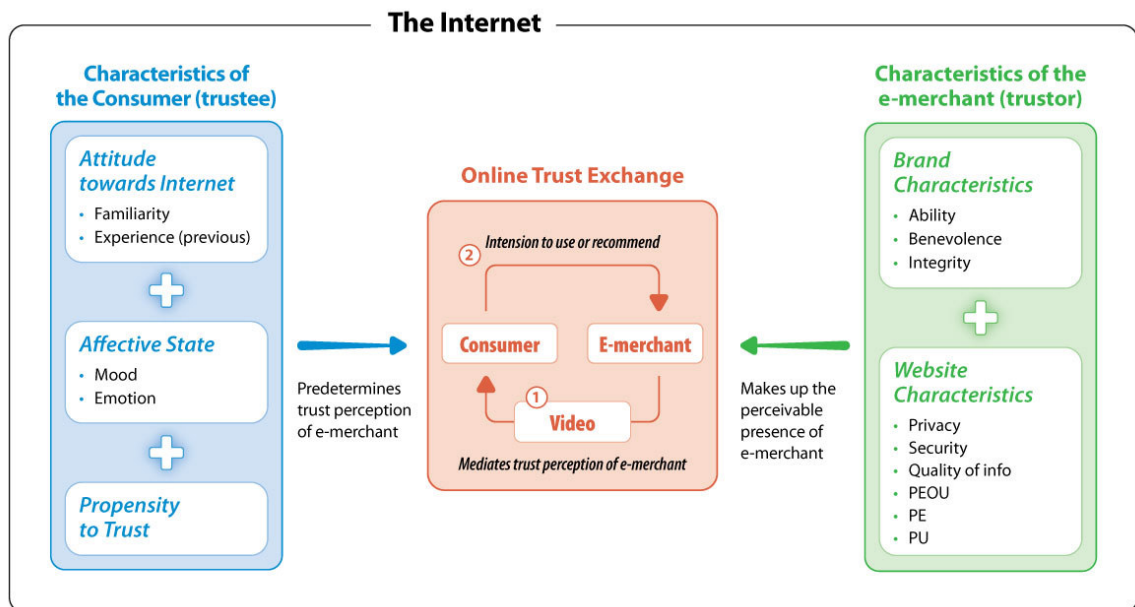 The Internet
Characteristics of
the Consumer (trustee)
Attitude
towards Internet
• Familiarity
• Experience (previous)
Affective State
• Mood
• Emotion
Propensity
to Trust
Predetermines
trust perception
of e-merchant
Online Trust Exchange
Intension to use or recommend
2
Consumer
E-merchant
1
Video
Mediates trust perception of e-merchant
Makes up the
perceivable
presence of
e-merchant
Characteristics of the
e-merchant (trustor)
Brand
Characteristics
• Ability
• Benevolence
• Integrity
Website
Characteristics
• Privacy
• Security
• Quality of info
• PEOU
• PE
• PU